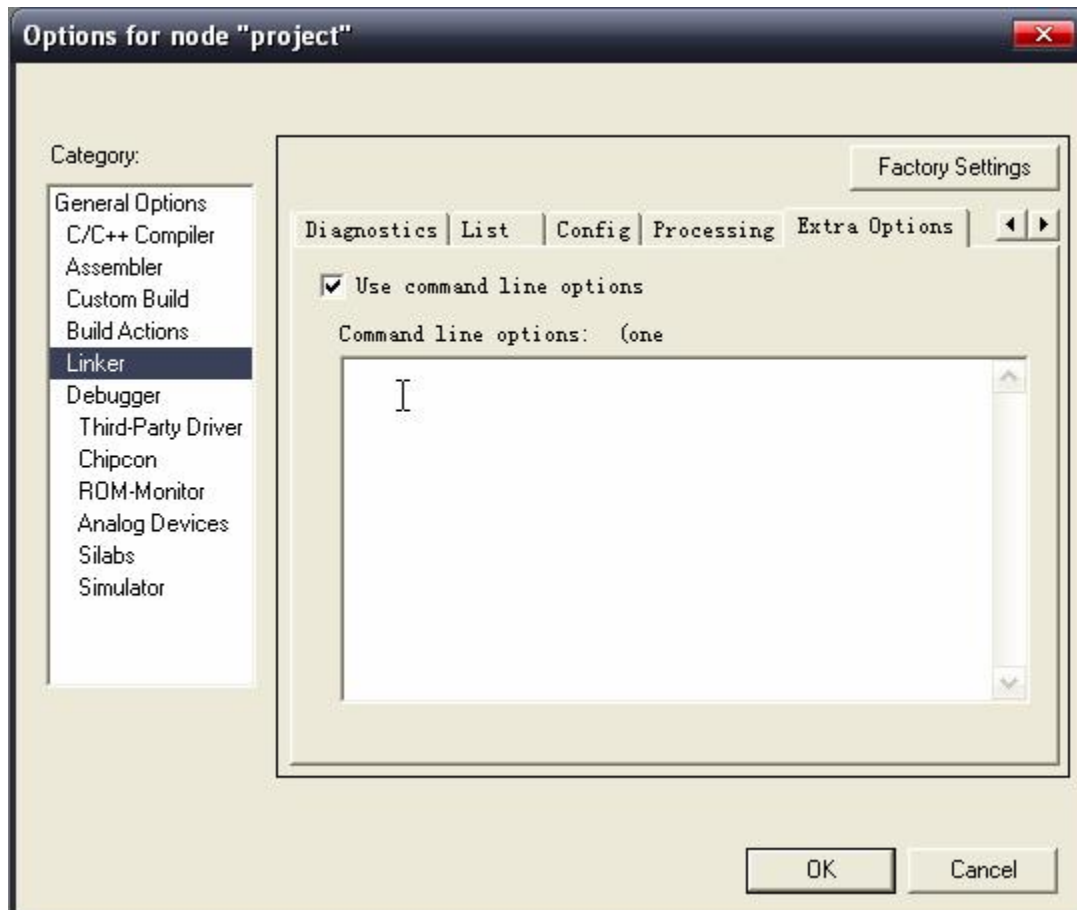 Options for node "project"
Category:
General Options
C/C++ Compiler
Assembler
Custom Build
Build Actions
Linker
Debugger
Third-Party Driver
Chipcon
ROM-Monitor
Analog Devices
Silabs
Simulator
Factory Settings
Diagnostics List Config Processing Extra Options
Use command line options
Command line options: (one
OK Cancel